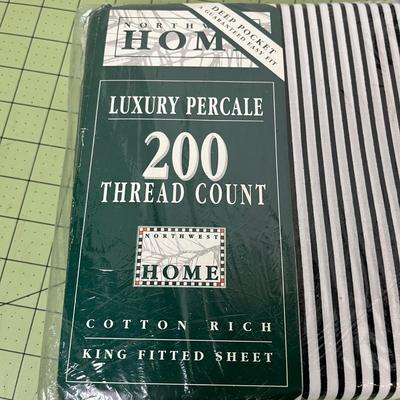 NORTHWEST
HOME
DEEP POCKET
A GUARANTEED EASY FIT
LUXURY PERCALE
200
THREAD COUNT
NORTHWEST
HOME
COTTON RICH
KING FITTED SHEET